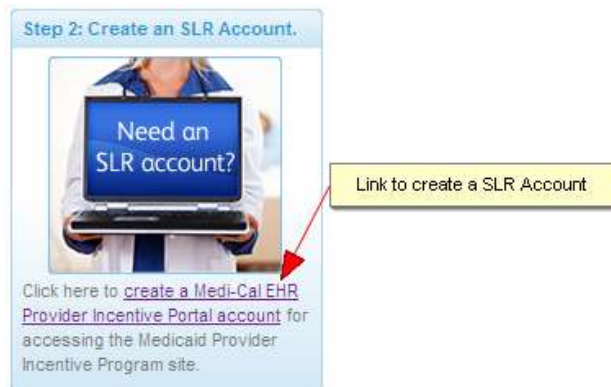 Step 2: Create an SLR Account.
Need an
SLR account?
Link to create a SLR Account
Click here to create a Medi-Cal EHR
Provider Incentive Portal account for
accessing the Medicaid Provider
Incentive Program site.